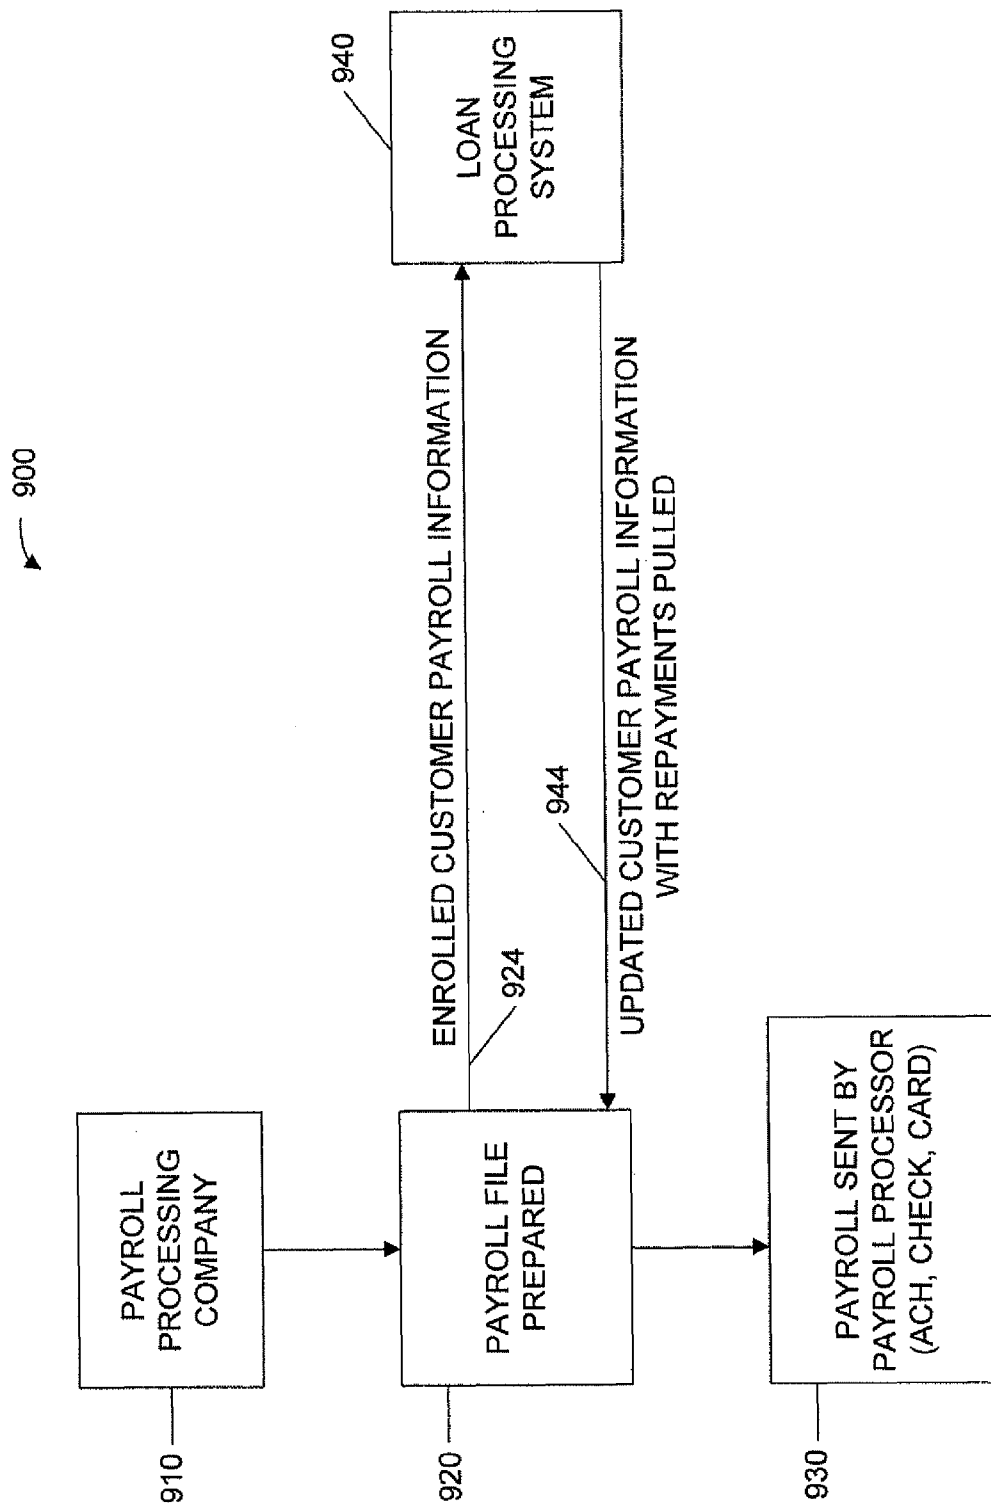 900
910
PAYROLL
PROCESSING
COMPANY
920
PAYROLL FILE
PREPARED
924
ENROLLED CUSTOMER PAYROLL INFORMATION
940
LOAN
PROCESSING
SYSTEM
944
UPDATED CUSTOMER PAYROLL INFORMATION
WITH REPAYMENTS PULLED
930
PAYROLL SENT BY
PAYROLL PROCESSOR
(ACH, CHECK, CARD)